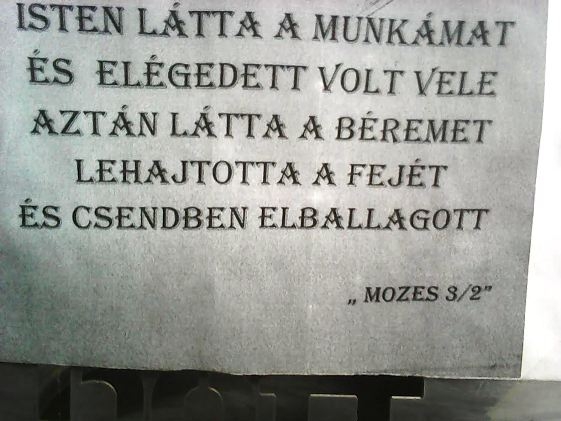 ISTEN LÁTTA A MUNKÁMAT
ÉS ELÉGEDETT VOLT VELE
AZTÁN LÁTTA A BÉREMET
LEHAJTOTTA A FEJÉT
ÉS CSENDBEN ELBALLAGOTT
„ MOZES 3/2”